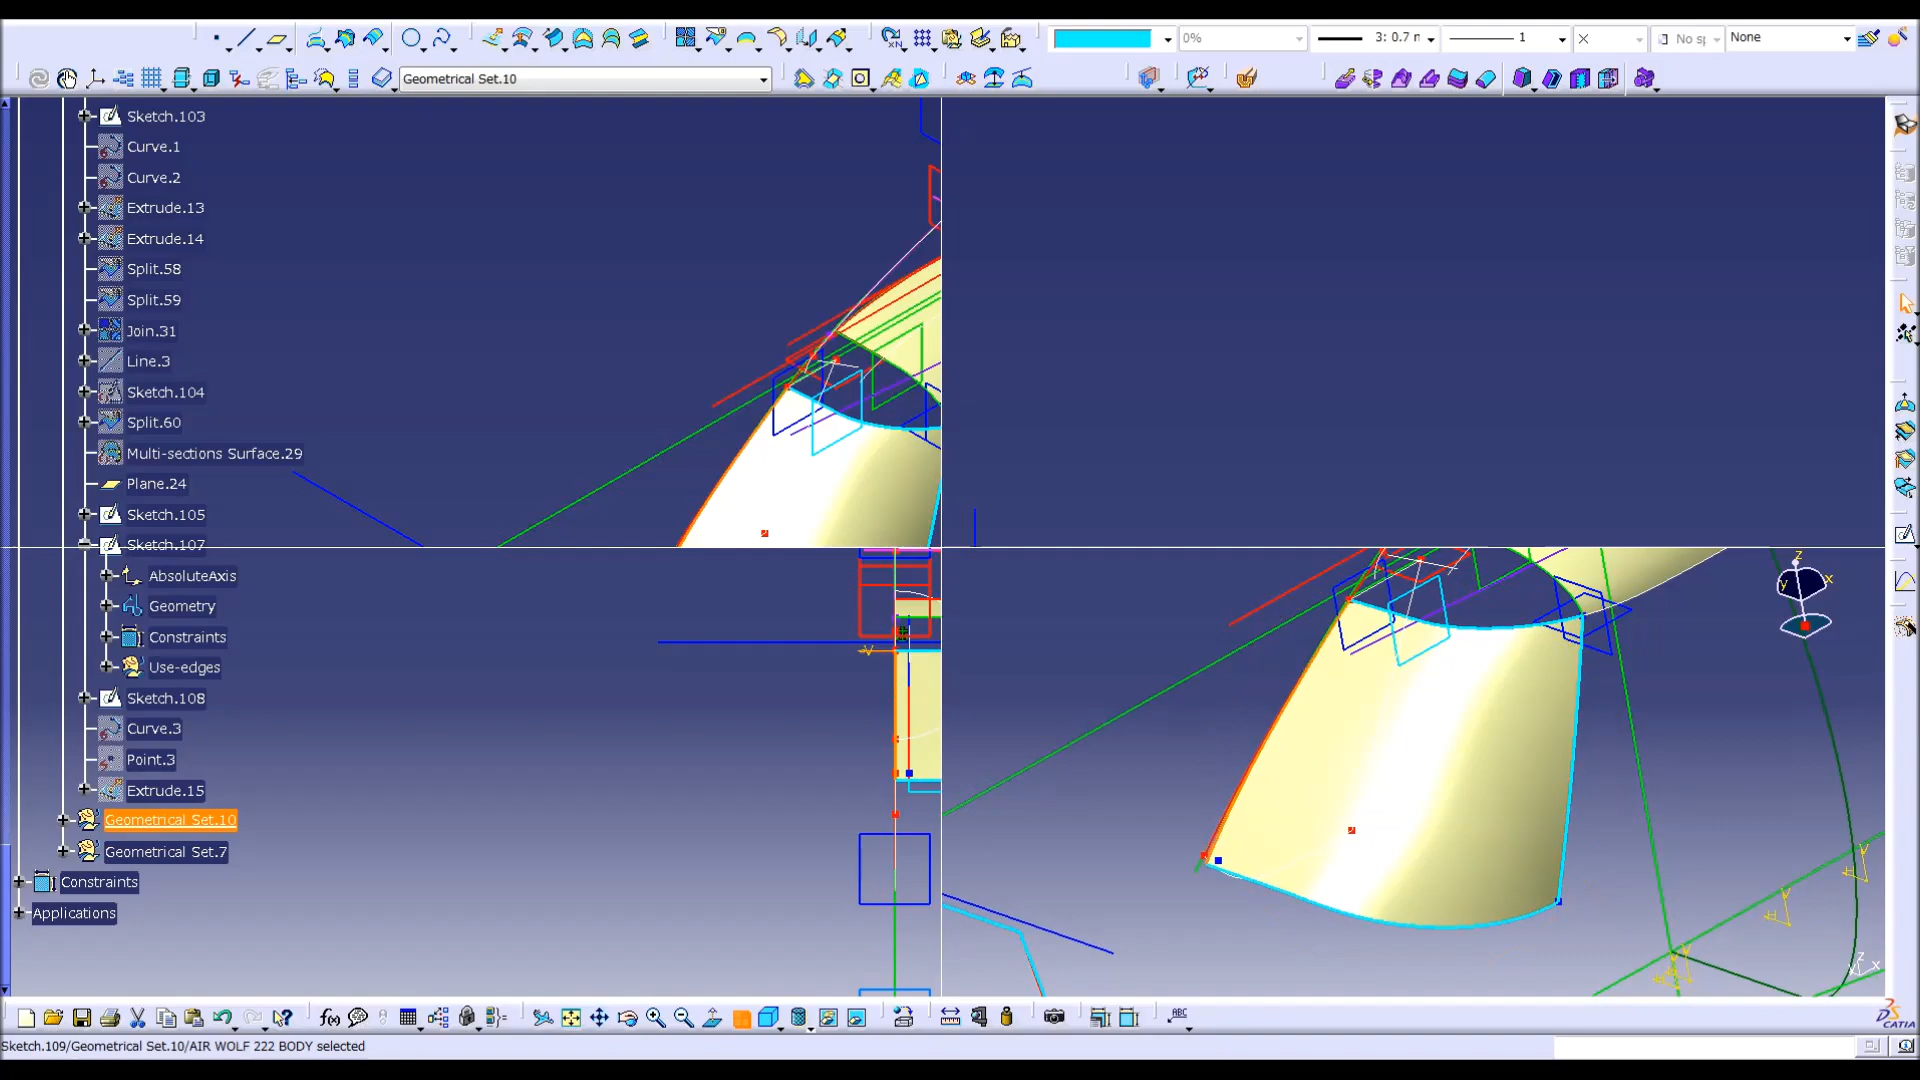 0%
3: 0.7 m
1
No sp
None
Geometrical Set.10
Sketch.103
Curve.1
Curve.2
Extrude.13
Extrude.14
Split.58
Split.59
Join.31
Line.3
Sketch.104
Split.60
Multi-sections Surface.29
Plane.24
Sketch.105
Sketch.107
AbsoluteAxis
Geometry
Constraints
Use-edges
Sketch.108
Curve.3
Point.3
Extrude.15
Geometrical Set.10
Geometrical Set.7
Constraints
Applications
V
z
y
x
V
H
V
H
V
z
x
f(x)
ABC
CATIA
Sketch.109/Geometrical Set.10/AIR WOLF 222 BODY selected